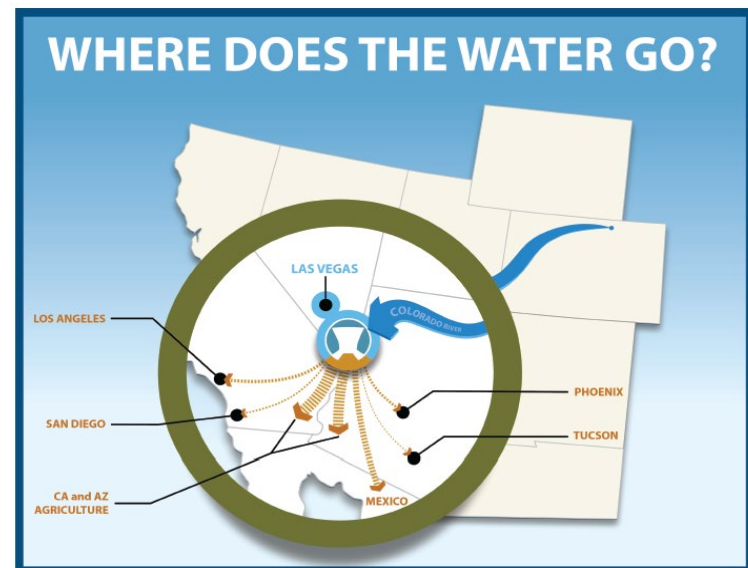 WHERE DOES THE WATER GO?
LAS VEGAS
COLORADO RIVER
LOS ANGELES
SAN DIEGO
CA and AZ
AGRICULTURE
MEXICO
PHOENIX
TUCSON